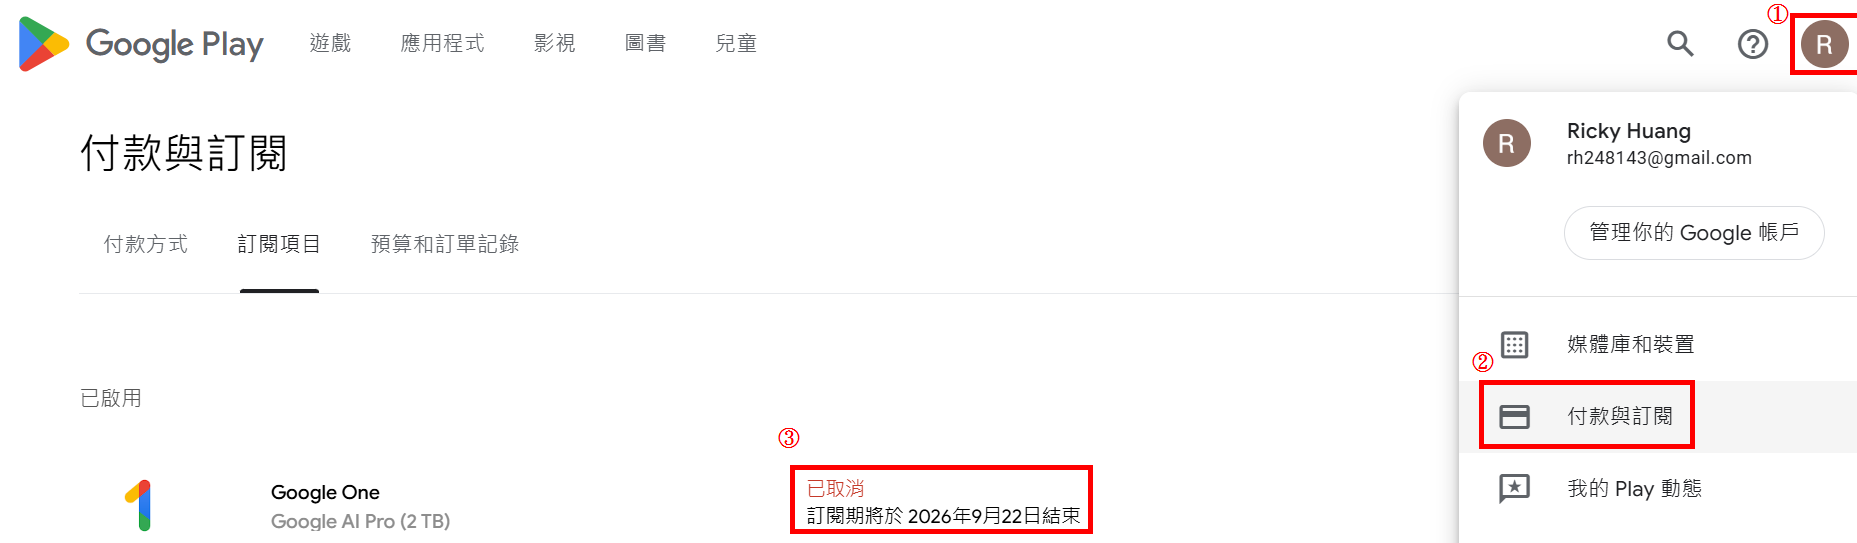 Google Play 遊戲 應用程式 影視 圖書 兒童
①
R
付款與訂閱
付款方式 訂閱項目 預算和訂單記錄
已啟用
Google One
Google AI Pro (2 TB)
③
已取消
訂閱期將於 2026年9月22日結束
R
Ricky Huang
rh248143@gmail.com
管理你的 Google 帳戶
媒體庫和裝置
②
付款與訂閱
我的 Play 動態